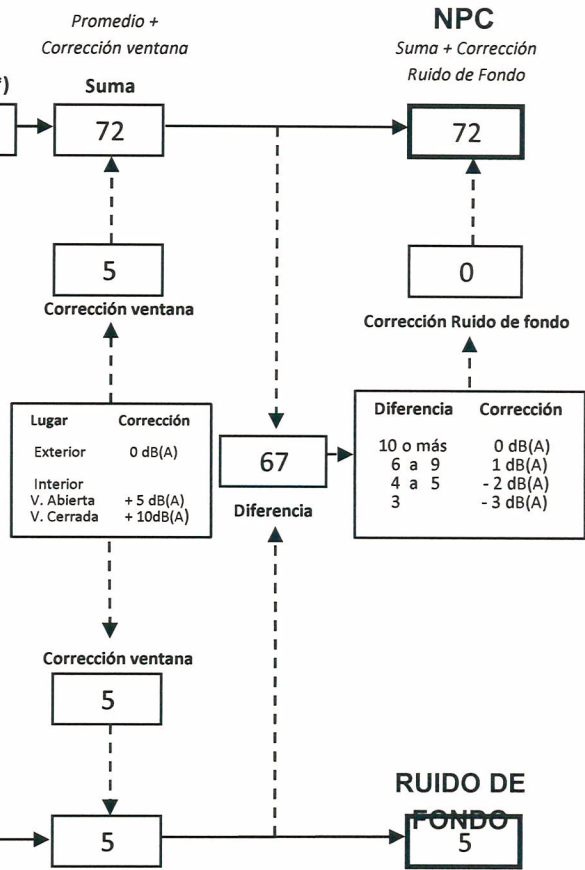 Promedio +
Corrección ventana
Suma
72
NPC
Suma + Corrección
Ruido de Fondo
72
5
Corrección ventana
0
Corrección Ruido de fondo
Lugar Corrección
Exterior 0 dB(A)
Interior
V. Abierta + 5 dB(A)
V. Cerrada + 10dB(A)
67
Diferencia
Diferencia Corrección
10 o más 0 dB(A)
6 a 9 1 dB(A)
4 a 5 - 2 dB(A)
3 - 3 dB(A)
Corrección ventana
5
5
RUIDO DE
FONDO
5